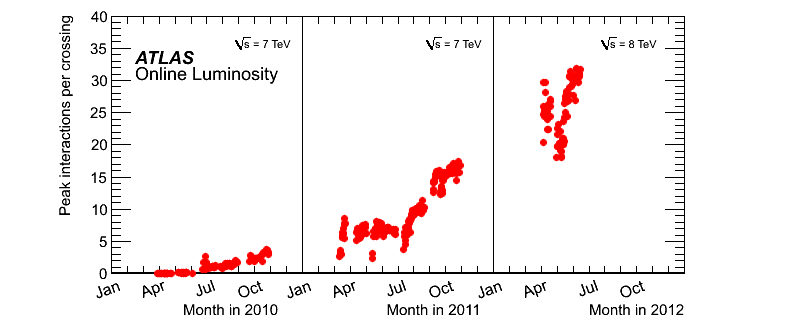 Peak interactions per crossing
40
35
30
25
20
15
10
5
0
ATLAS
Online Luminosity
√s = 7 TeV
√s = 7 TeV
√s = 8 TeV
Jan Apr Jul Oct Jan Apr Jul Oct Jan Apr Jul Oct
Month in 2010 Month in 2011 Month in 2012